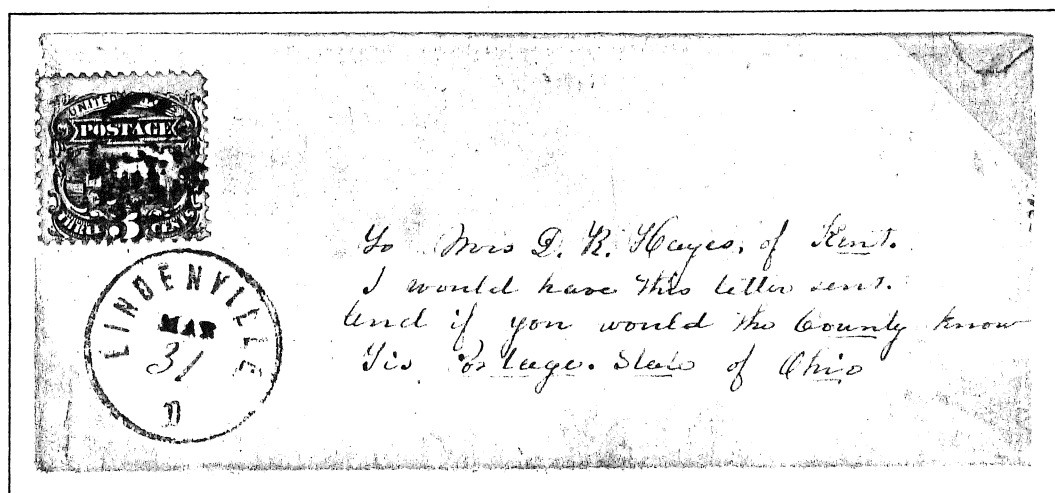 UNITED
POSTAGE
THREE 3 CENTS
LINDENVILLE
MAR
31
O
To Mrs D. R. Hayes, of Kent.
I would have this letter sent.
And if you would the County know
Tis Portage. State of Ohio